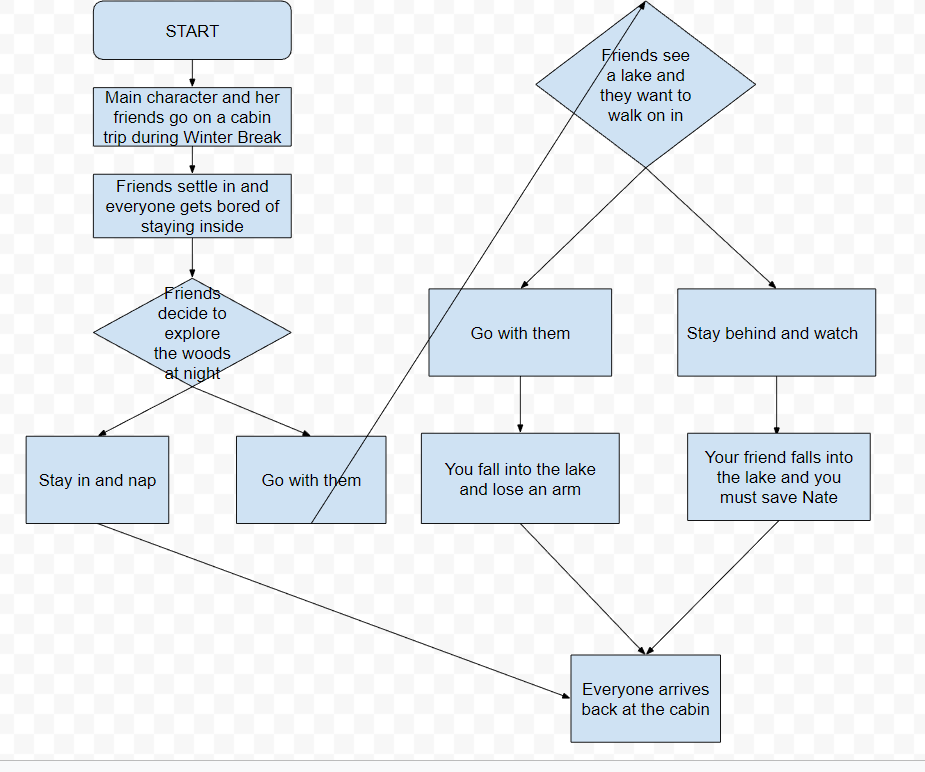 START
Main character and her
friends go on a cabin
trip during Winter Break
Friends settle in and
everyone gets bored of
staying inside
Friends
decide to
explore
the woods
at night
Stay in and nap
Go with them
Friends see
a lake and
they want to
walk on in
Go with them
Stay behind and watch
You fall into the lake
and lose an arm
Your friend falls into
the lake and you
must save Nate
Everyone arrives
back at the cabin